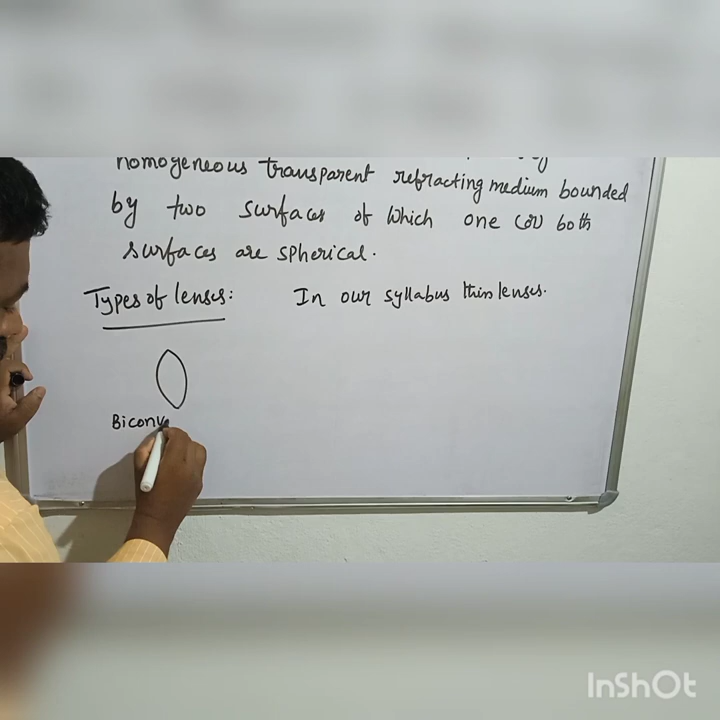 homogeneous transparent refracting medium bounded
by two surfaces of which one (or) both
surfaces are spherical.
Types of lenses: In our syllabus thin lenses.
Biconve
InShOt